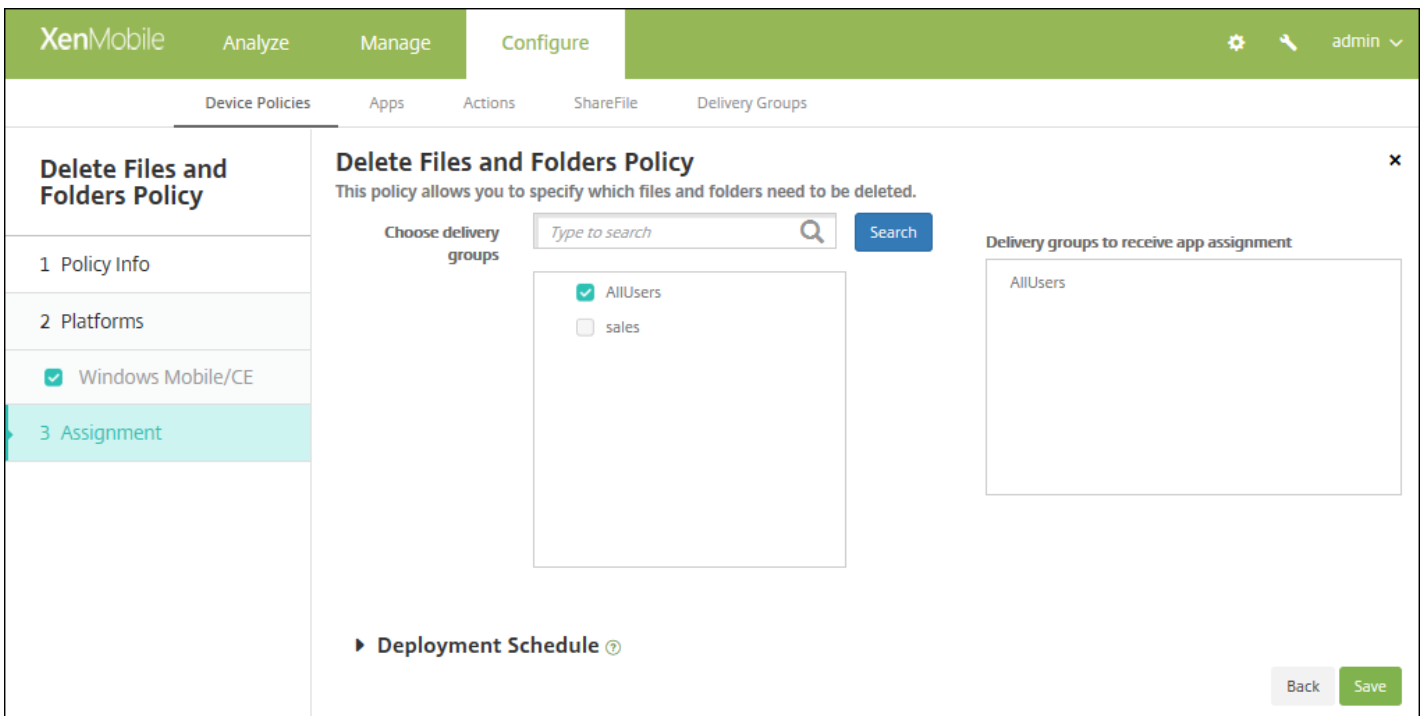 XenMobile Analyze Manage Configure admin
Device Policies Apps Actions ShareFile Delivery Groups
Delete Files and
Folders Policy
1 Policy Info
2 Platforms
Windows Mobile/CE
3 Assignment
Delete Files and Folders Policy
This policy allows you to specify which files and folders need to be deleted.
Choose delivery
groups
Type to search
Search
AllUsers
sales
Delivery groups to receive app assignment
AllUsers
Deployment Schedule ?
Back Save